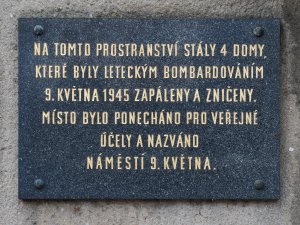 NA TOMTO PROSTRANSTVÍ STÁLY 4 DOMY,
KTERÉ BYLY LETECKÝM BOMBARDOVÁNÍM
9. KVĚTNA 1945 ZAPÁLENY A ZNIČENY.
MÍSTO BYLO PONECHÁNO PRO VEŘEJNÉ
ÚČELY A NAZVÁNO
NÁMĚSTÍ 9. KVĚTNA.